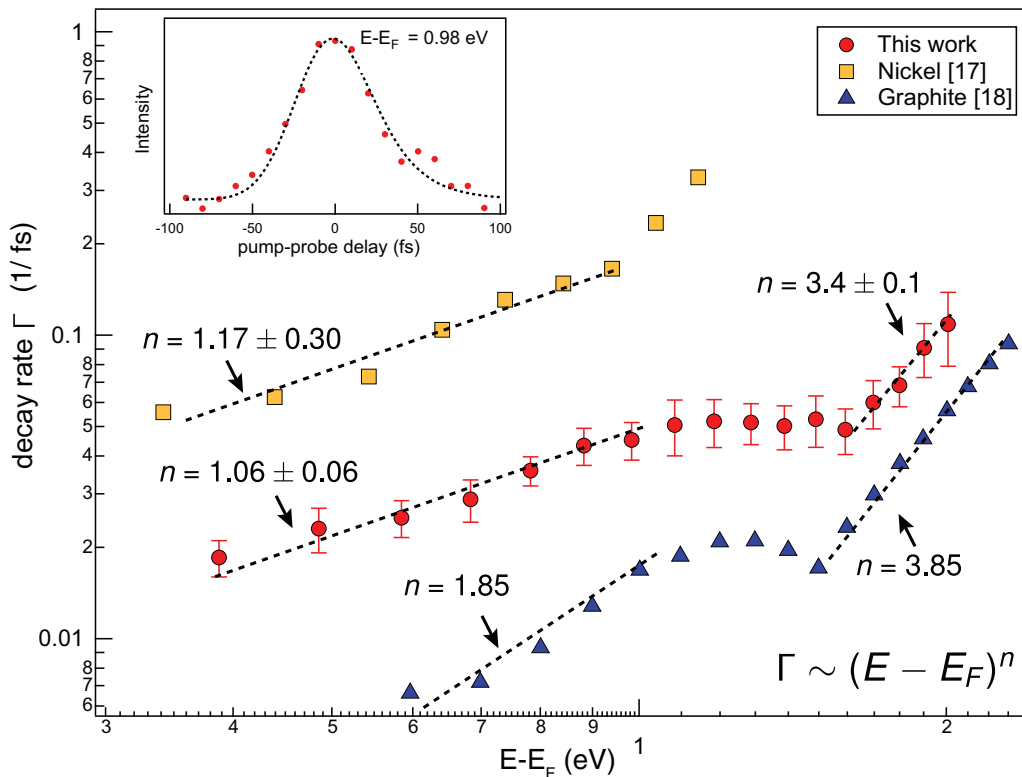 1
9
8
7
6
5
4
3
2
0.1
9
8
7
6
5
4
3
2
0.01
9
8
7
6
decay rate Γ (1/ fs)
E-E_F = 0.98 eV
Intensity
-100 -50 0 50 100
pump-probe delay (fs)
This work
Nickel [17]
Graphite [18]
n = 3.4 ± 0.1
n = 1.17 ± 0.30
n = 1.06 ± 0.06
n = 1.85
n = 3.85
Γ ∼ (E − E_F)^n
3 4 5 6 7 8 9 1 2
E-E_F (eV)